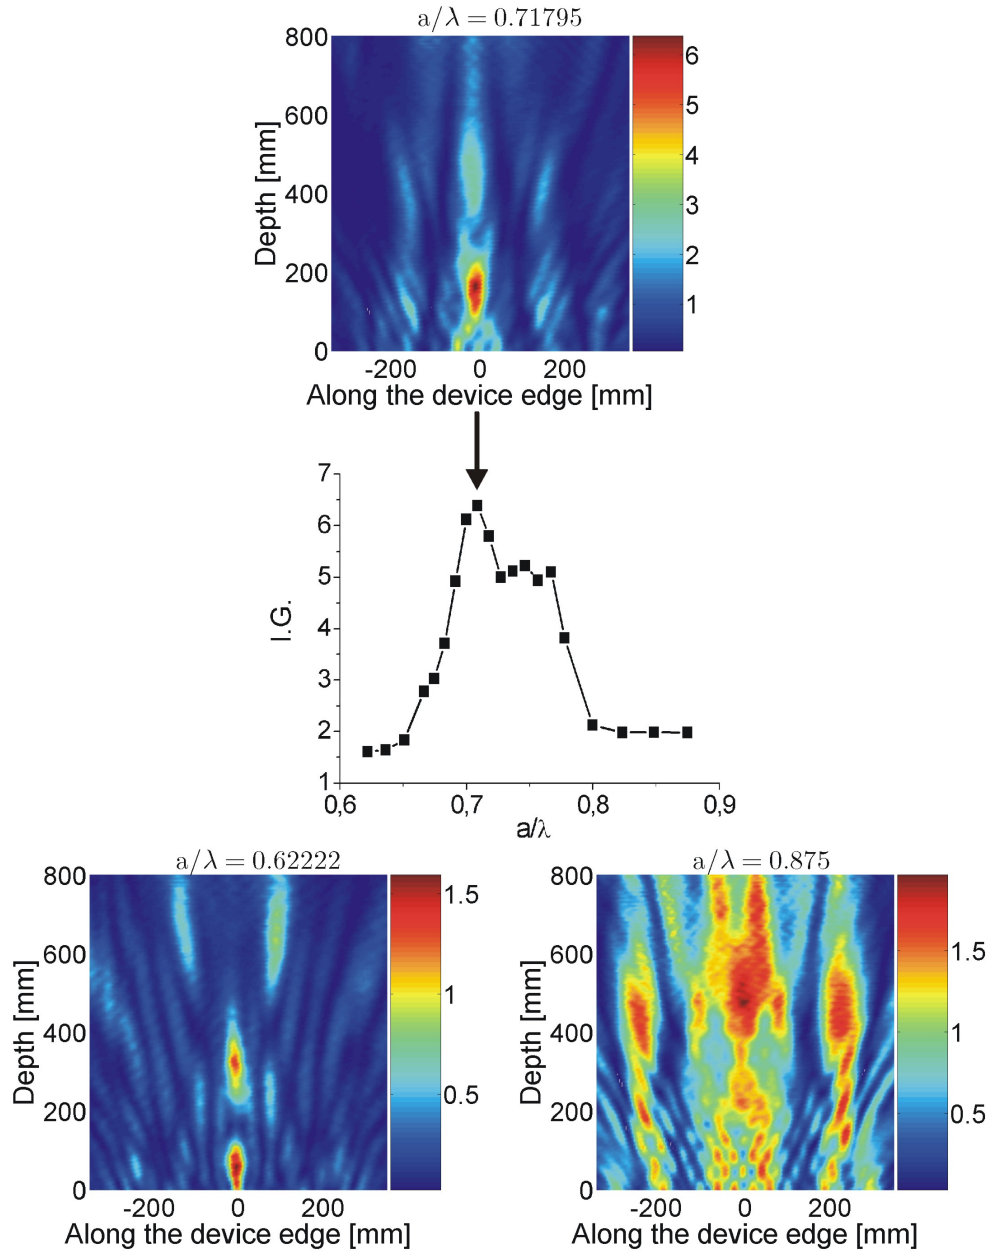 a/λ = 0.71795
800
600
400
200
0
Depth [mm]
-200 0 200
Along the device edge [mm]
6
5
4
3
2
1
7
6
5
4
3
2
1
I.G.
0,6 0,7 0,8 0,9
a/λ
a/λ = 0.62222
800
600
400
200
0
Depth [mm]
-200 0 200
Along the device edge [mm]
1.5
1
0.5
a/λ = 0.875
800
600
400
200
0
Depth [mm]
-200 0 200
Along the device edge [mm]
1.5
1
0.5